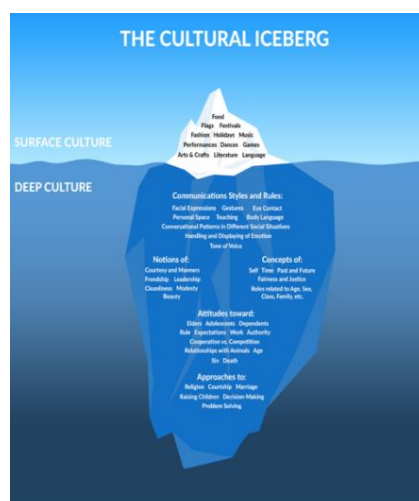 THE CULTURAL ICEBERG
Food
Flags Festivals
Fashion Holidays Music
Performances Dances Games
Arts & Crafts Literature Language
SURFACE CULTURE
DEEP CULTURE
Communications Styles and Rules:
Facial Expressions Gestures Eye Contact
Personal Space Touching Body Language
Conversational Patterns in Different Social Situations
Handling and Displaying of Emotion
Tone of Voice
Notions of:
Courtesy and Manners
Friendship Leadership
Cleanliness Modesty
Beauty
Concepts of:
Self Time Past and Future
Fairness and Justice
Roles related to Age, Sex,
Class, Family, etc.
Attitudes toward:
Elders Adolescents Dependents
Rule Expectations Work Authority
Cooperation vs. Competition
Relationships with Animals Age
Sin Death
Approaches to:
Religion Courtship Marriage
Raising Children Decision-Making
Problem Solving